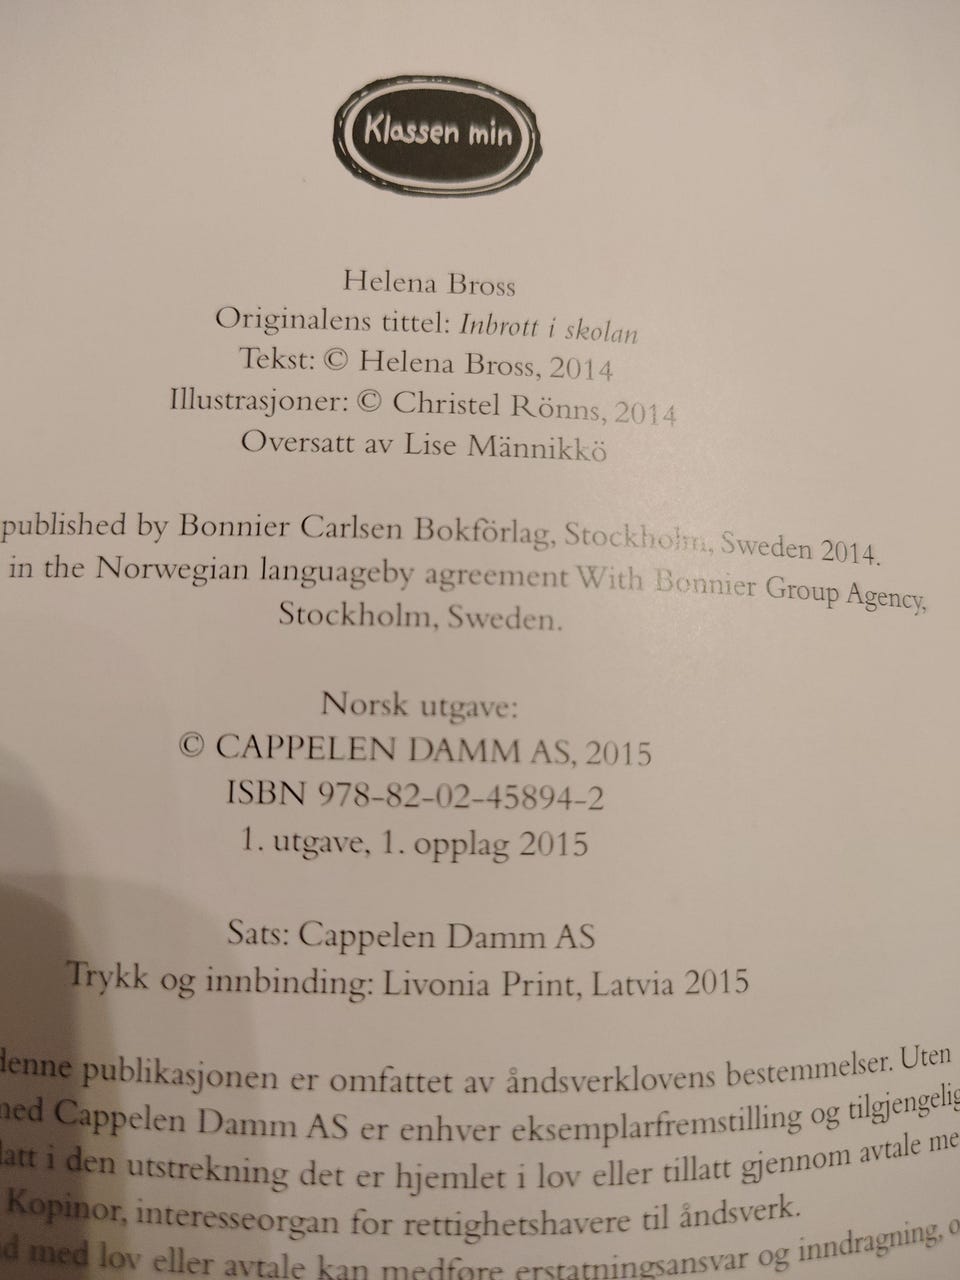 Klassen min
Helena Bross
Originalens tittel: Inbrott i skolan
Tekst: © Helena Bross, 2014
Illustrasjoner: © Christel Rönns, 2014
Oversatt av Lise Männikkö
published by Bonnier Carlsen Bokförlag, Stockholm, Sweden 2014.
in the Norwegian languageby agreement With Bonnier Group Agency,
Stockholm, Sweden.
Norsk utgave:
© CAPPELEN DAMM AS, 2015
ISBN 978-82-02-45894-2
1. utgave, 1. opplag 2015
Sats: Cappelen Damm AS
Trykk og innbinding: Livonia Print, Latvia 2015
denne publikasjonen er omfattet av åndsverklovens bestemmelser. Uten
med Cappelen Damm AS er enhver eksemplarfremstilling og tilgjengelig
latt i den utstrekning det er hjemlet i lov eller tillatt gjennom avtale me
Kopinor, interesseorgan for rettighetshavere til åndsverk.
d med lov eller avtale kan medføre erstatningsansvar og inndragning, o